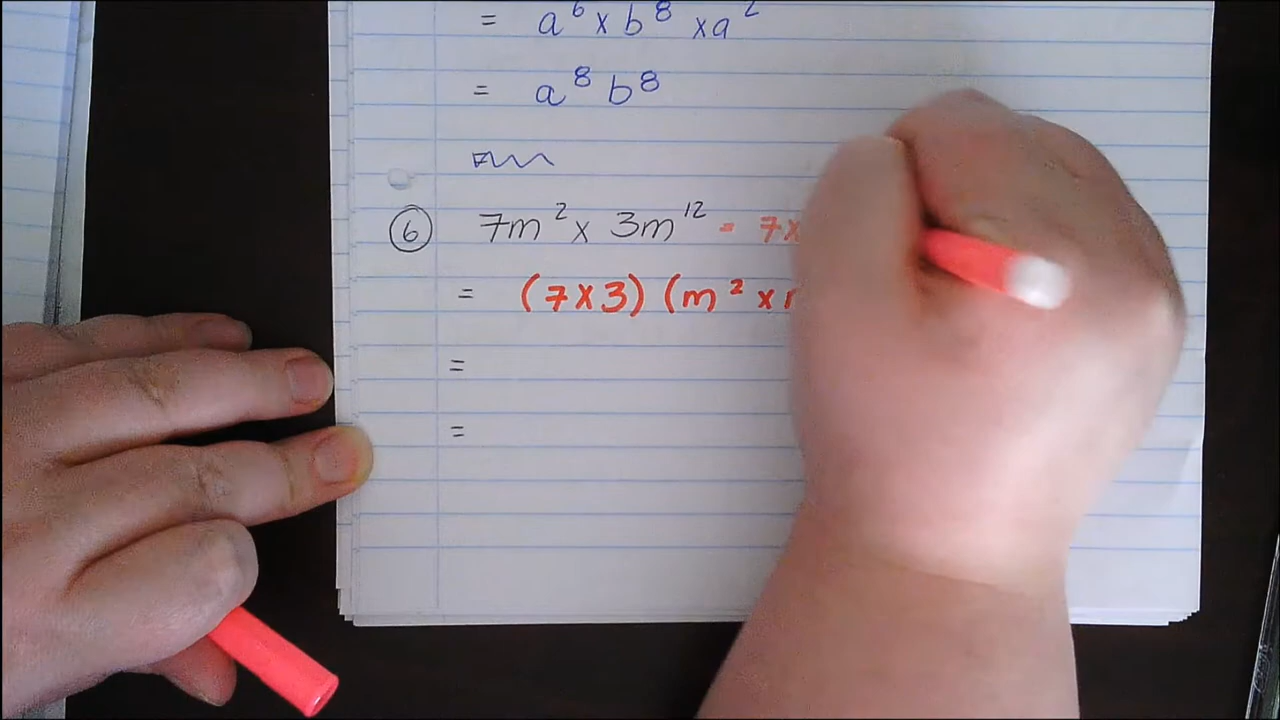 = a⁶ x b⁸ x a²
= a⁸ b⁸
⑥ 7m² x 3m¹² = 7x
= (7x3) (m² x
=
=